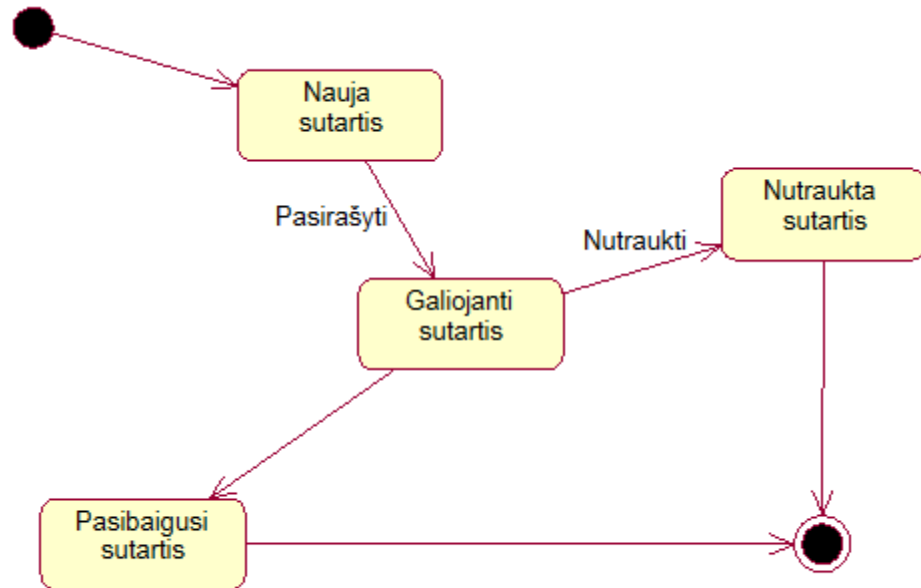 Nauja
sutartis
Pasirašyti
Nutraukta
sutartis
Nutraukti
Galiojanti
sutartis
Pasibaigusi
sutartis